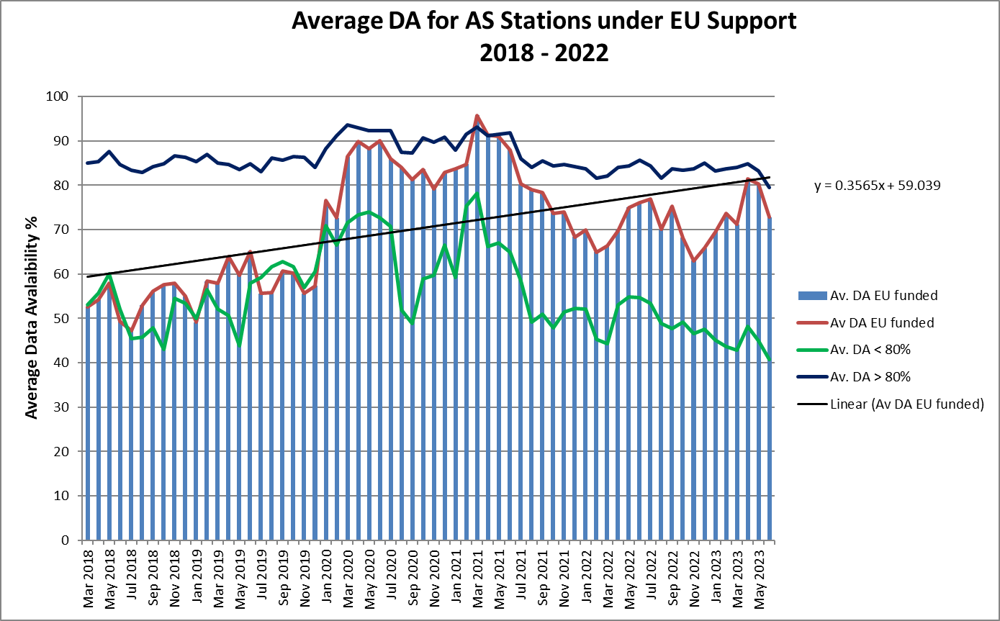 Average DA for AS Stations under EU Support
2018 - 2022
Average Data Avalaibility %
100
90
80
70
60
50
40
30
20
10
0
Mar 2018
May 2018
Jul 2018
Sep 2018
Nov 2018
Jan 2019
Mar 2019
May 2019
Jul 2019
Sep 2019
Nov 2019
Jan 2020
Mar 2020
May 2020
Jul 2020
Sep 2020
Nov 2020
Jan 2021
Mar 2021
May 2021
Jul 2021
Sep 2021
Nov 2021
Jan 2022
Mar 2022
May 2022
Jul 2022
Sep 2022
Nov 2022
Jan 2023
Mar 2023
May 2023
y = 0.3565x + 59.039
Av. DA EU funded
Av DA EU funded
Av. DA < 80%
Av. DA > 80%
Linear (Av DA EU funded)